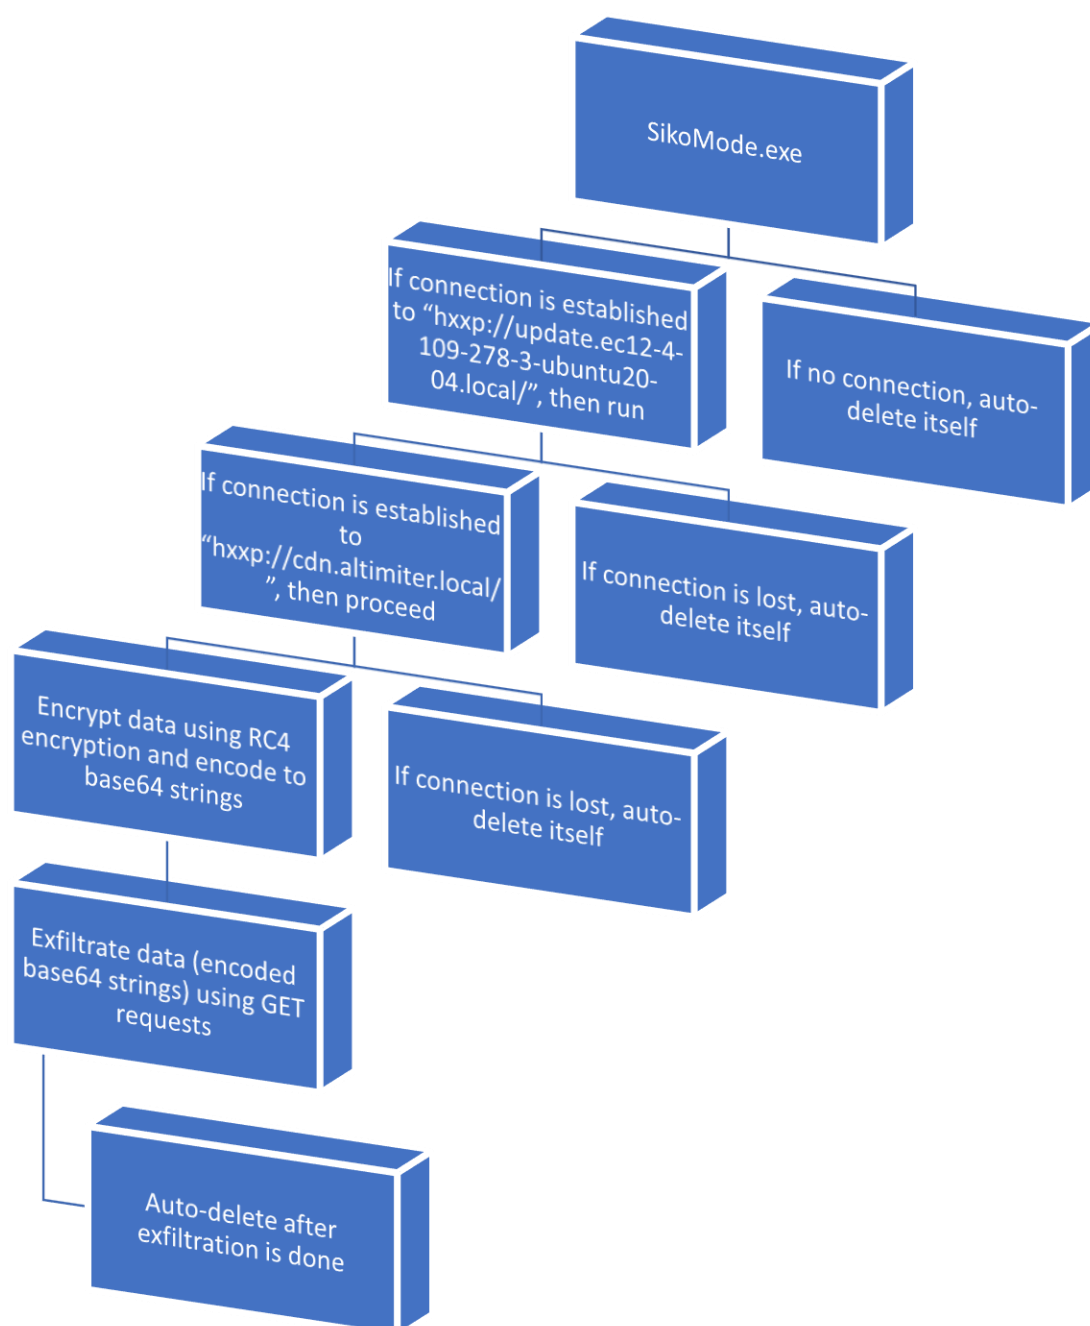 SikoMode.exe
If connection is established
to “hxxp://update.ec12-4-
109-278-3-ubuntu20-
04.local/”, then run
If no connection, auto-
delete itself
If connection is established
to
“hxxp://cdn.altimiter.local/
”, then proceed
If connection is lost, auto-
delete itself
Encrypt data using RC4
encryption and encode to
base64 strings
If connection is lost, auto-
delete itself
Exfiltrate data (encoded
base64 strings) using GET
requests
Auto-delete after
exfiltration is done